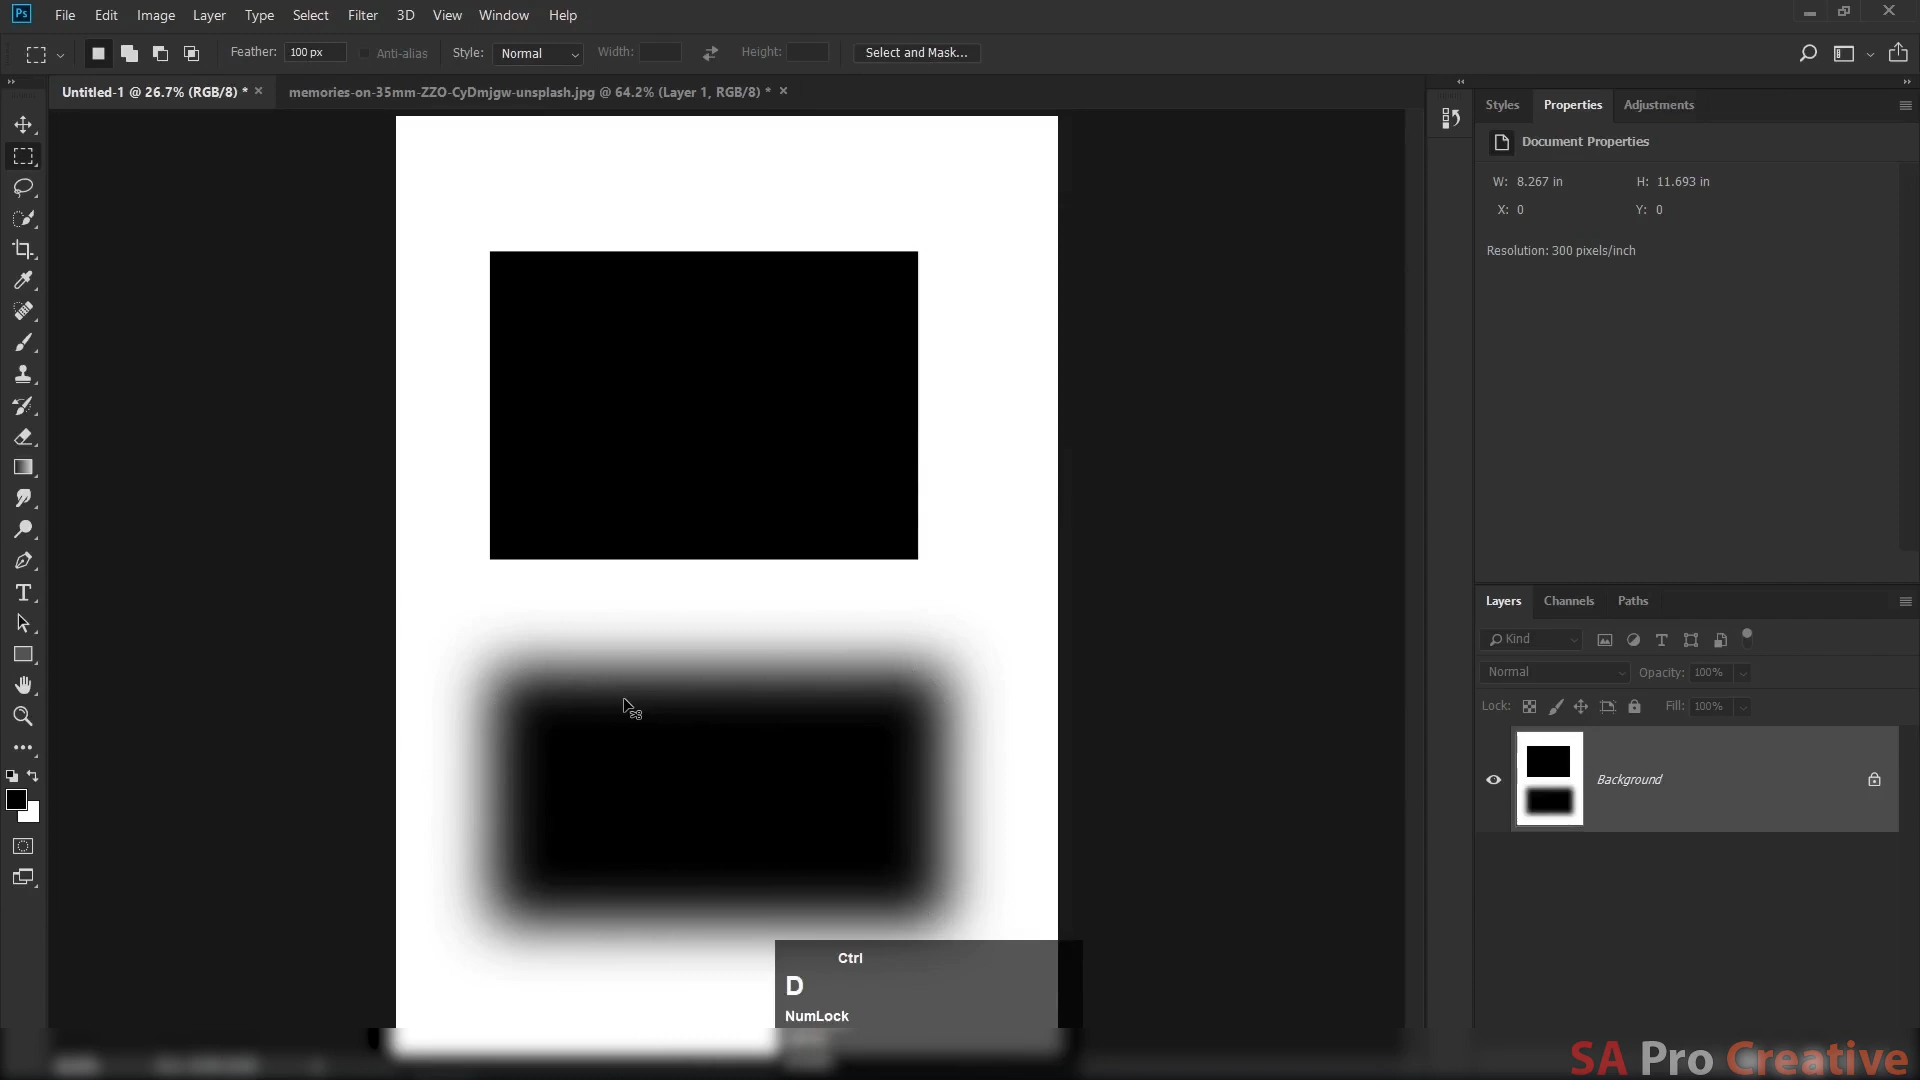 Ps File Edit Image Layer Type Select Filter 3D View Window Help
Feather: 100 px Anti-alias Style: Normal Width: Height: Select and Mask...
Untitled-1 @ 26.7% (RGB/8) * × memories-on-35mm-ZZO-CyDmjgw-unsplash.jpg @ 64.2% (Layer 1, RGB/8) * ×
Styles Properties Adjustments
Document Properties
W: 8.267 in H: 11.693 in
X: 0 Y: 0
Resolution: 300 pixels/inch
Layers Channels Paths
Kind
Normal Opacity: 100%
Lock: Fill: 100%
Background
Ctrl
D
NumLock
SA Pro Creative